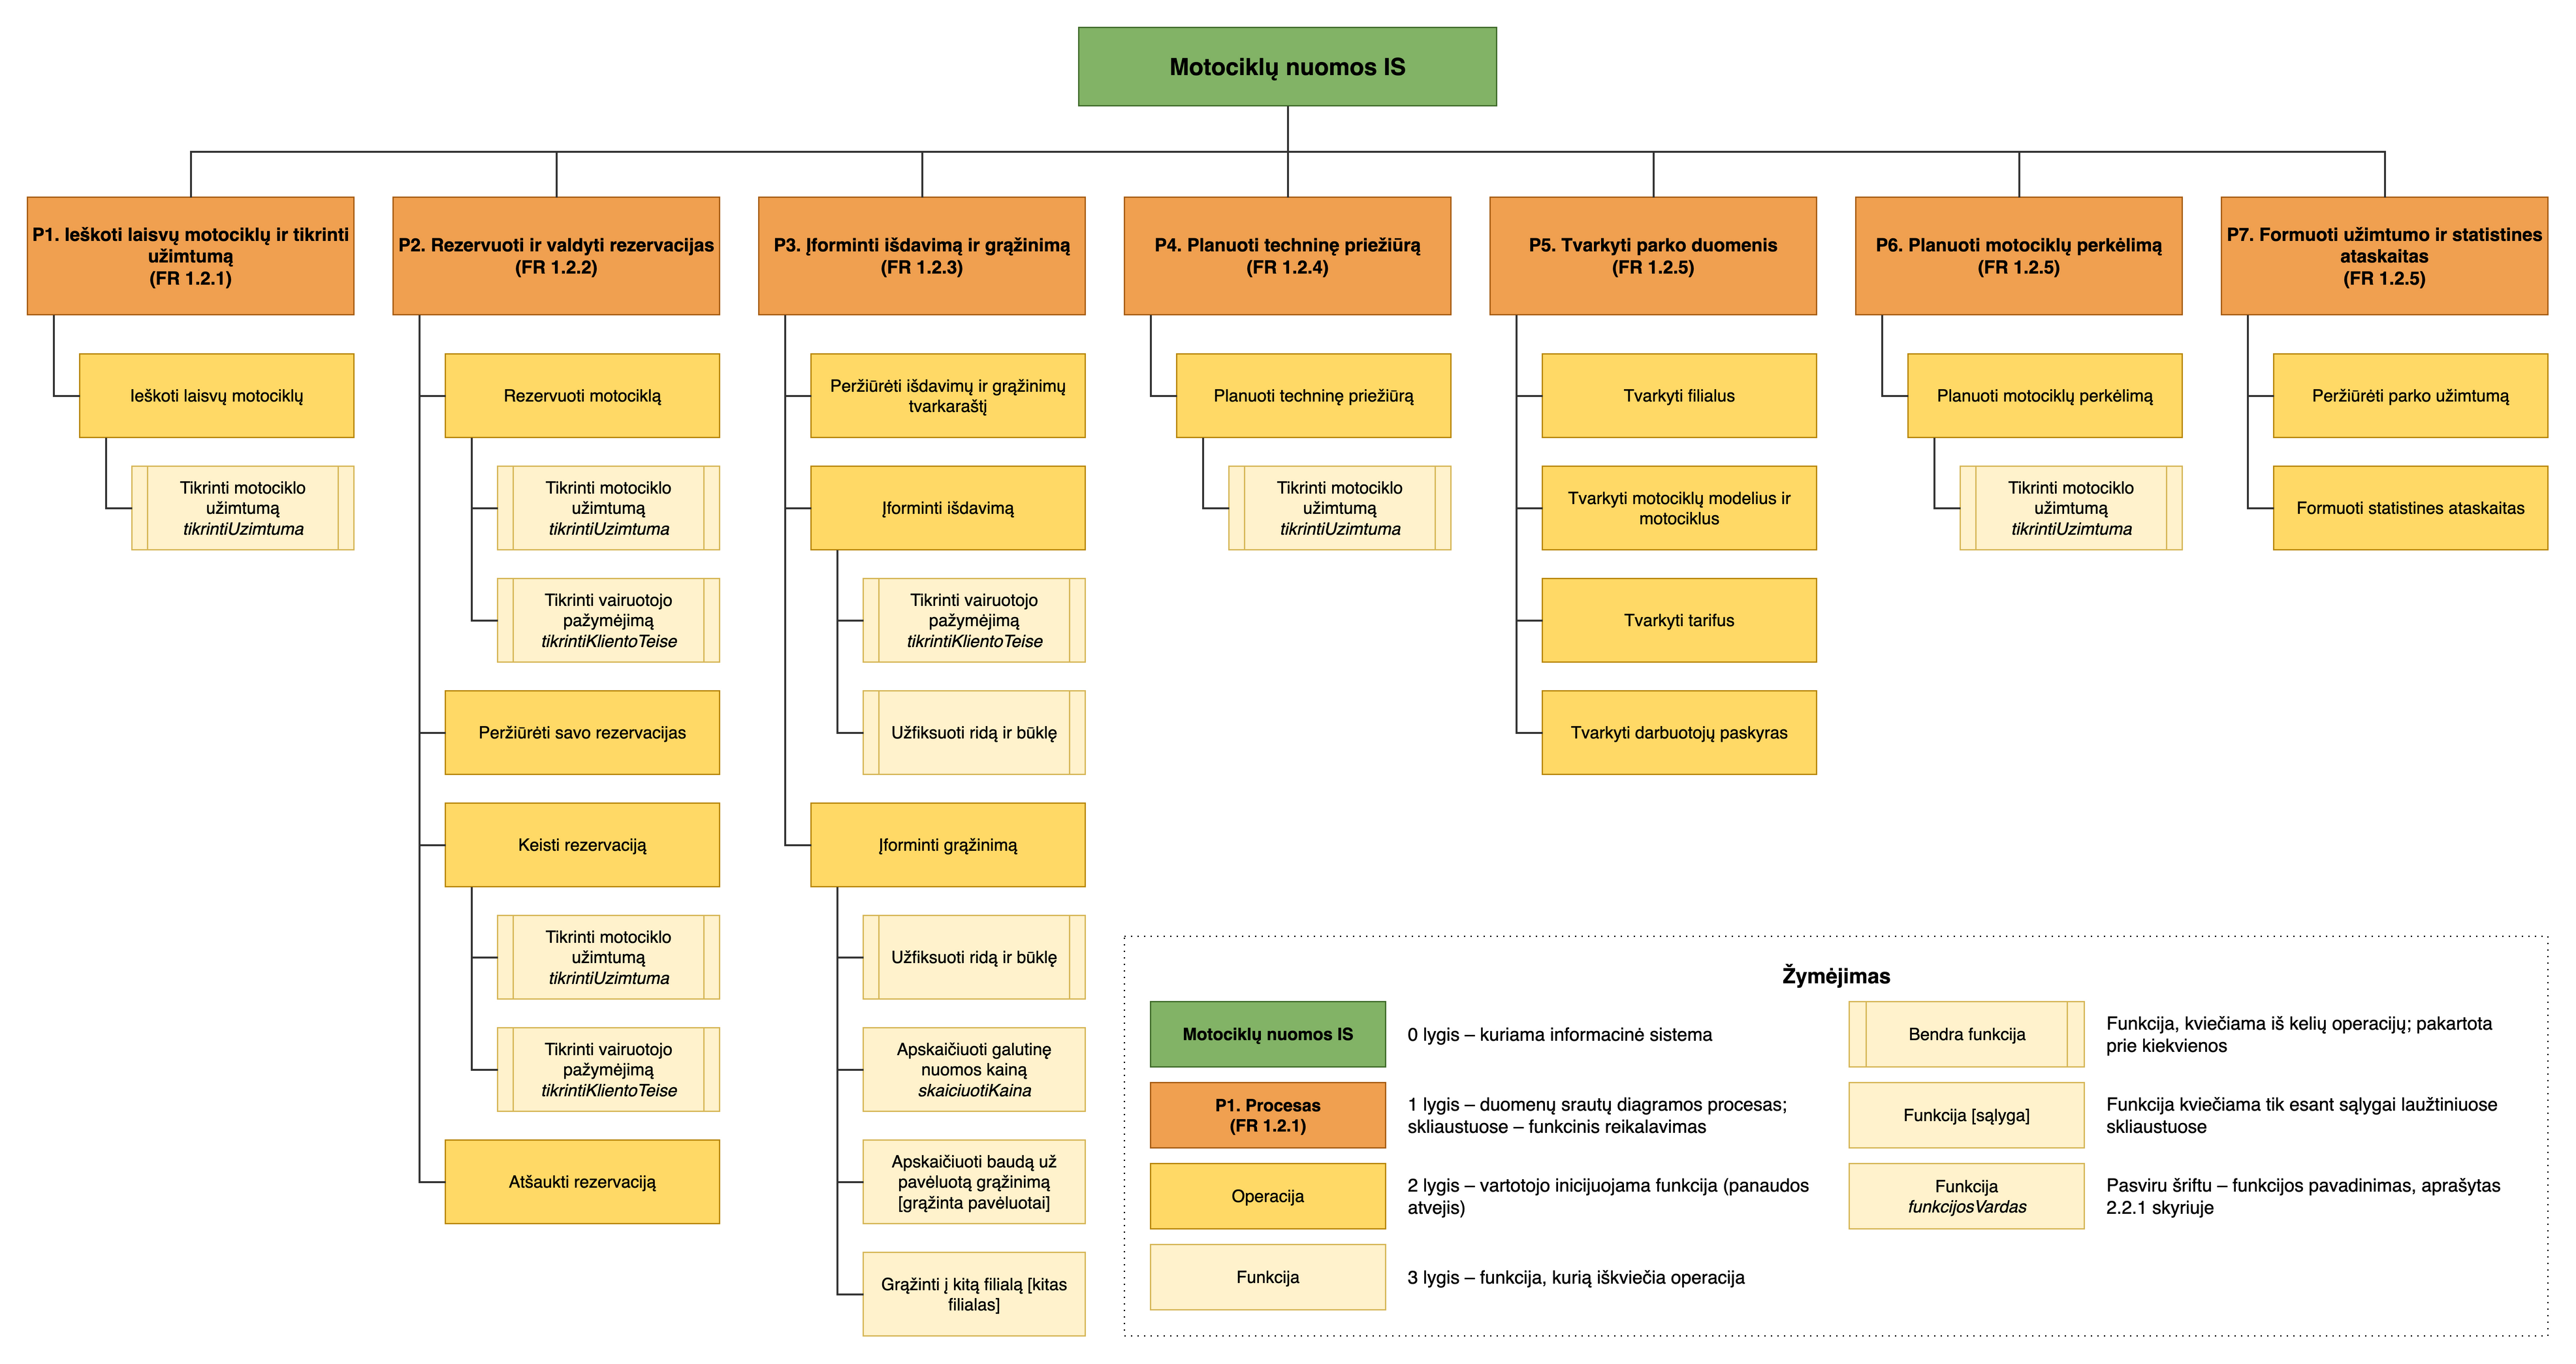 Motociklų nuomos IS
P1. Ieškoti laisvų motociklų ir tikrinti
užimtumą
(FR 1.2.1)
Ieškoti laisvų motociklų
Tikrinti motociklo
užimtumą
tikrintiUzimtuma
P2. Rezervuoti ir valdyti rezervacijas
(FR 1.2.2)
Rezervuoti motociklą
Tikrinti motociklo
užimtumą
tikrintiUzimtuma
Tikrinti vairuotojo
pažymėjimą
tikrintiKlientoTeise
Peržiūrėti savo rezervacijas
Keisti rezervaciją
Tikrinti motociklo
užimtumą
tikrintiUzimtuma
Tikrinti vairuotojo
pažymėjimą
tikrintiKlientoTeise
Atšaukti rezervaciją
P3. Įforminti išdavimą ir grąžinimą
(FR 1.2.3)
Peržiūrėti išdavimų ir grąžinimų
tvarkaraštį
Įforminti išdavimą
Tikrinti vairuotojo
pažymėjimą
tikrintiKlientoTeise
Užfiksuoti ridą ir būklę
Įforminti grąžinimą
Užfiksuoti ridą ir būklę
Apskaičiuoti galutinę
nuomos kainą
skaiciuotiKaina
Apskaičiuoti baudą už
pavėluotą grąžinimą
[grąžinta pavėluotai]
Grąžinti į kitą filialą [kitas
filialas]
P4. Planuoti techninę priežiūrą
(FR 1.2.4)
Planuoti techninę priežiūrą
Tikrinti motociklo
užimtumą
tikrintiUzimtuma
P5. Tvarkyti parko duomenis
(FR 1.2.5)
Tvarkyti filialus
Tvarkyti motociklų modelius ir
motociklus
Tvarkyti tarifus
Tvarkyti darbuotojų paskyras
P6. Planuoti motociklų perkėlimą
(FR 1.2.5)
Planuoti motociklų perkėlimą
Tikrinti motociklo
užimtumą
tikrintiUzimtuma
P7. Formuoti užimtumo ir statistines
ataskaitas
(FR 1.2.5)
Peržiūrėti parko užimtumą
Formuoti statistines ataskaitas
Žymėjimas
Motociklų nuomos IS
0 lygis – kuriama informacinė sistema
P1. Procesas
(FR 1.2.1)
1 lygis – duomenų srautų diagramos procesas;
skliaustuose – funkcinis reikalavimas
Operacija
2 lygis – vartotojo inicijuojama funkcija (panaudos
atvejis)
Funkcija
3 lygis – funkcija, kurią iškviečia operacija
Bendra funkcija
Funkcija, kviečiama iš kelių operacijų; pakartota
prie kiekvienos
Funkcija [sąlyga]
Funkcija kviečiama tik esant sąlygai laužtiniuose
skliaustuose
Funkcija
funkcijosVardas
Pasviru šriftu – funkcijos pavadinimas, aprašytas
2.2.1 skyriuje